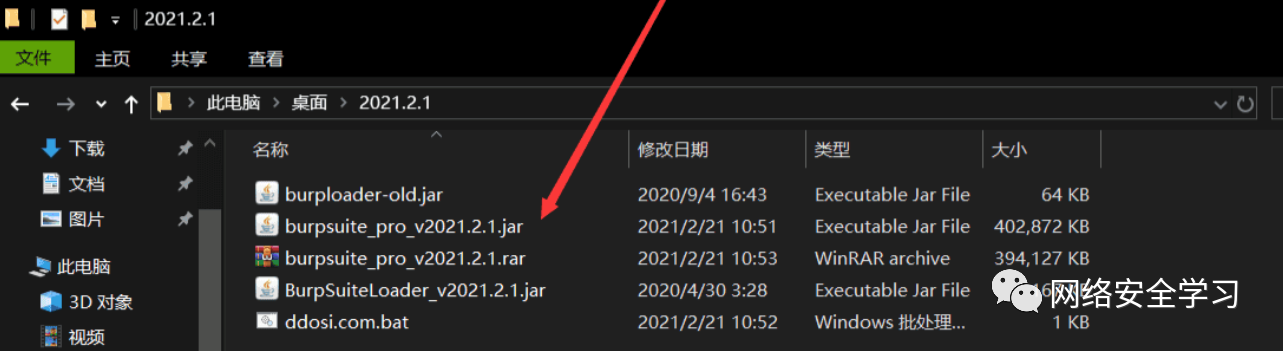 2021.2.1
文件 主页 共享 查看
此电脑 桌面 2021.2.1
下载
文档
图片
此电脑
3D 对象
视频
名称 修改日期 类型 大小
burploader-old.jar 2020/9/4 16:43 Executable Jar File 64 KB
burpsuite_pro_v2021.2.1.jar 2021/2/21 10:51 Executable Jar File 402,872 KB
burpsuite_pro_v2021.2.1.rar 2021/2/21 10:53 WinRAR archive 394,127 KB
BurpSuiteLoader_v2021.2.1.jar 2020/4/30 3:28 Executable Jar File
ddosi.com.bat 2021/2/21 10:52 Windows 批处理... 1 KB
网络安全学习